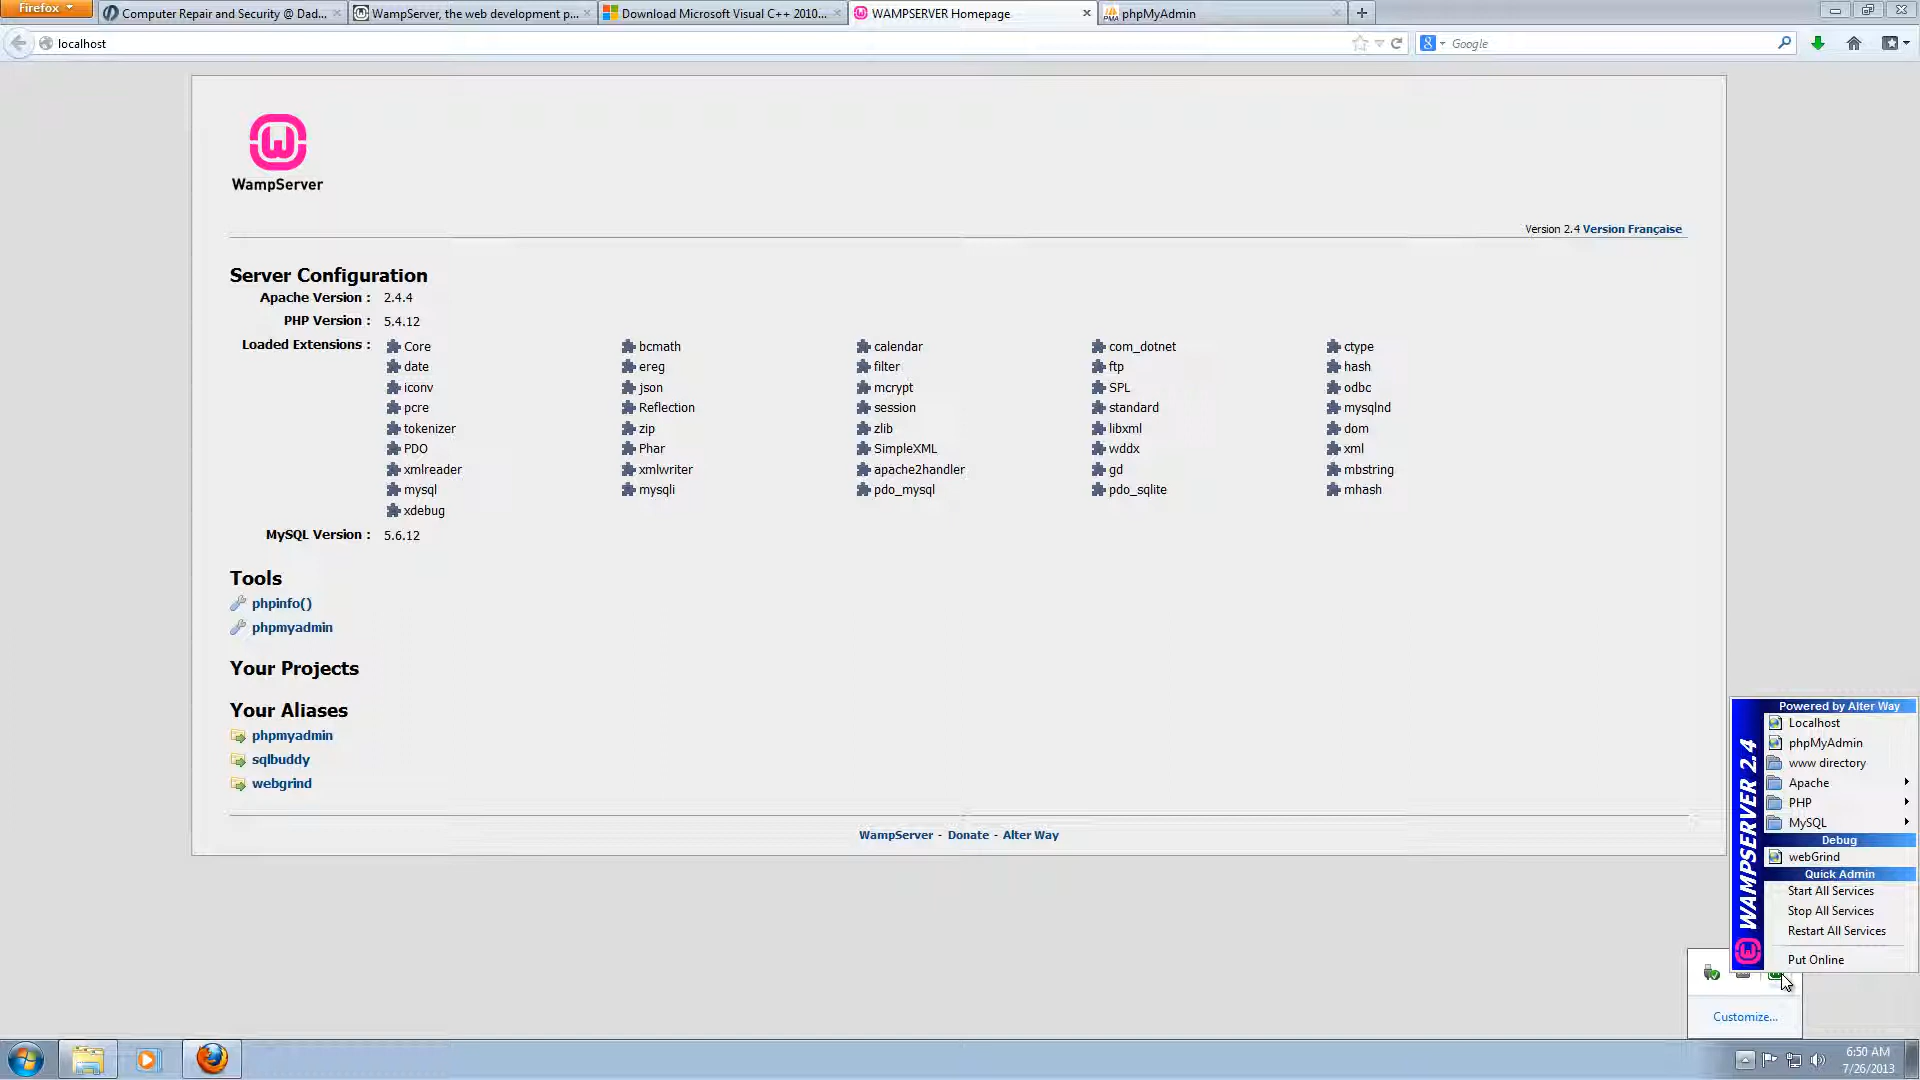 Firefox
Computer Repair and Security @ Dad...
WampServer, the web development p...
Download Microsoft Visual C++ 2010...
WAMPSERVER Homepage
phpMyAdmin
localhost
Google
WampServer
Version 2.4 Version Française
Server Configuration
Apache Version : 2.4.4
PHP Version : 5.4.12
Loaded Extensions : Core bcmath calendar com_dotnet ctype
date ereg filter ftp hash
iconv json mcrypt SPL odbc
pcre Reflection session standard mysqlnd
tokenizer zip zlib libxml dom
PDO Phar SimpleXML wddx xml
xmlreader xmlwriter apache2handler gd mbstring
mysql mysqli pdo_mysql pdo_sqlite mhash
xdebug
MySQL Version : 5.6.12
Tools
phpinfo()
phpmyadmin
Your Projects
Your Aliases
phpmyadmin
sqlbuddy
webgrind
WampServer - Donate - Alter Way
WAMPSERVER 2.4
Powered by Alter Way
Localhost
phpMyAdmin
www directory
Apache
PHP
MySQL
Debug
webGrind
Quick Admin
Start All Services
Stop All Services
Restart All Services
Put Online
Customize...
6:50 AM
7/26/2013